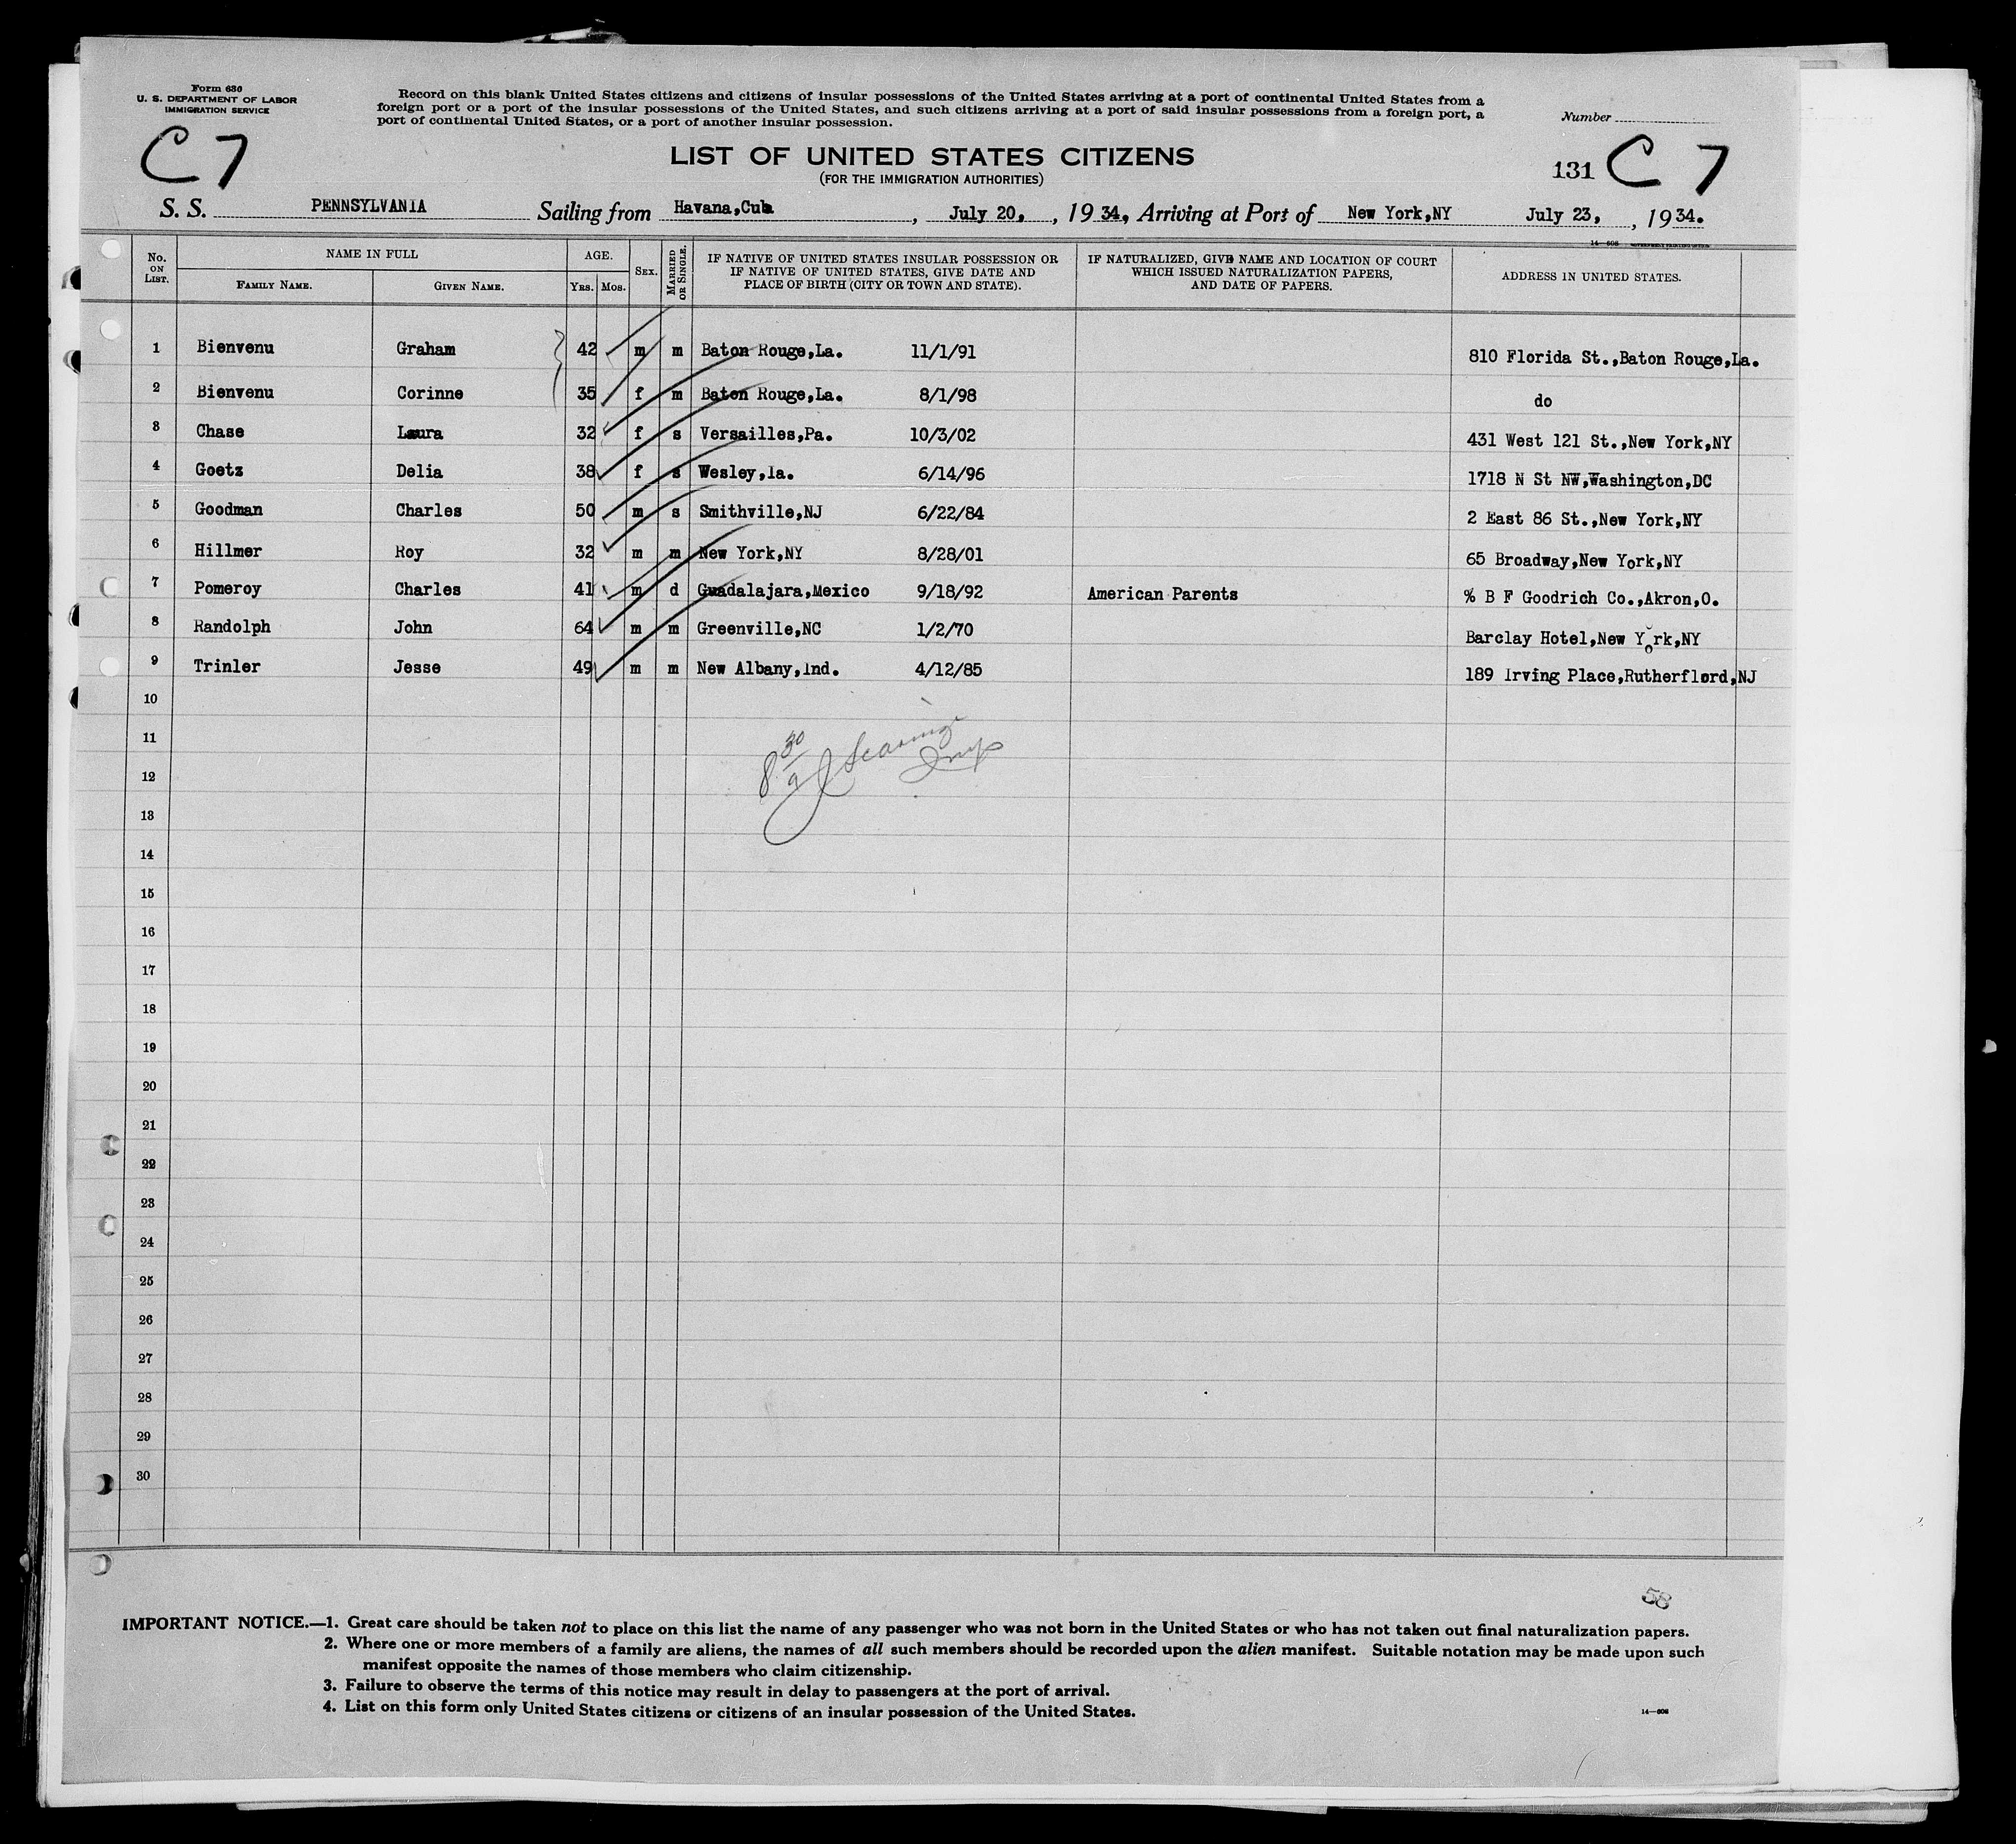 Form 630
U. S. DEPARTMENT OF LABOR
IMMIGRATION SERVICE
Record on this blank United States citizens and citizens of insular possessions of the United States arriving at a port of continental United States from a
foreign port or a port of the insular possessions of the United States, and such citizens arriving at a port of said insular possessions from a foreign port, a
port of continental United States, or a port of another insular possession.
Number
C 7
LIST OF UNITED STATES CITIZENS
(FOR THE IMMIGRATION AUTHORITIES)
131 C 7
S. S. PENNSYLVANIA Sailing from Havana,Cuba, July 20,, 1934, Arriving at Port of New York,NY July 23,, 1934.
No. ON LIST. NAME IN FULL AGE. SEX. MARRIED OR SINGLE. IF NATIVE OF UNITED STATES INSULAR POSSESSION OR IF NATIVE OF UNITED STATES, GIVE DATE AND PLACE OF BIRTH (CITY OR TOWN AND STATE). IF NATURALIZED, GIVE NAME AND LOCATION OF COURT WHICH ISSUED NATURALIZATION PAPERS, AND DATE OF PAPERS. ADDRESS IN UNITED STATES.
FAMILY NAME. GIVEN NAME. YRS. MOS.
1 Bienvenu Graham 42 m m Baton Rouge,La. 11/1/91 810 Florida St.,Baton Rouge,La.
2 Bienvenu Corinne 35 f m Baton Rouge,La. 8/1/98 do
3 Chase Laura 32 f s Versailles,Pa. 10/3/02 431 West 121 St.,New York,NY
4 Goetz Delia 38 f s Wesley,Ia. 6/14/96 1718 N St NW,Washington,DC
5 Goodman Charles 50 m s Smithville,NJ 6/22/84 2 East 86 St.,New York,NY
6 Hillmer Roy 32 m m New York,NY 8/28/01 65 Broadway,New York,NY
7 Pomeroy Charles 41 m d Guadalajara,Mexico 9/18/92 American Parents % B F Goodrich Co.,Akron,O.
8 Randolph John 64 m m Greenville,NC 1/2/70 Barclay Hotel,New York,NY
9 Trinler Jesse 49 m m New Albany,Ind. 4/12/85 189 Irving Place,Rutherflord,NJ
10
11
12
13
14
15
16
17
18
19
20
21
22
23
24
25
26
27
28
29
30
58
IMPORTANT NOTICE.—1. Great care should be taken not to place on this list the name of any passenger who was not born in the United States or who has not taken out final naturalization papers.
2. Where one or more members of a family are aliens, the names of all such members should be recorded upon the alien manifest. Suitable notation may be made upon such
manifest opposite the names of those members who claim citizenship.
3. Failure to observe the terms of this notice may result in delay to passengers at the port of arrival.
4. List on this form only United States citizens or citizens of an insular possession of the United States.
14—608